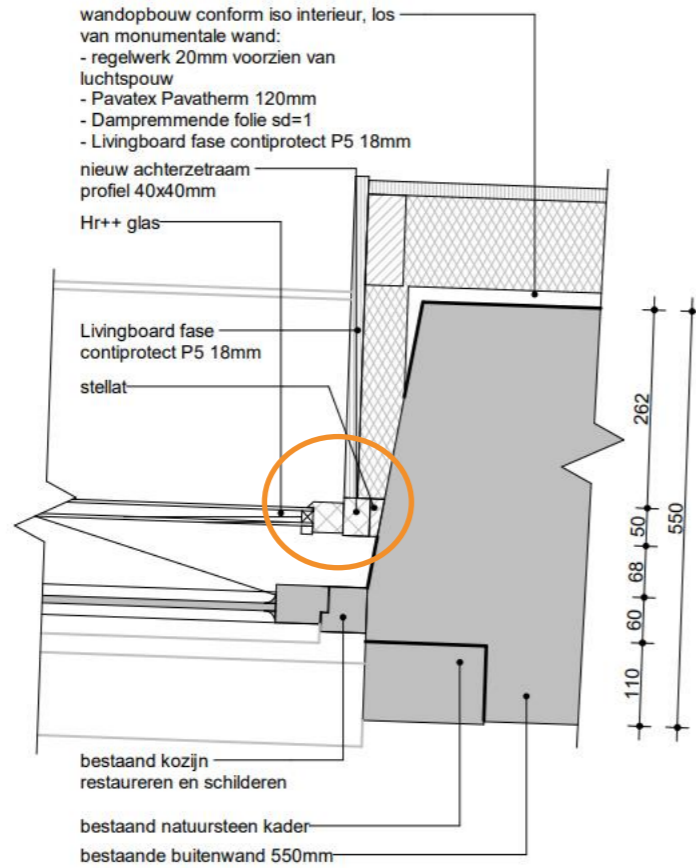 wandopbouw conform iso interieur, los
van monumentale wand:
- regelwerk 20mm voorzien van
luchtspouw
- Pavatex Pavatherm 120mm
- Dampremmende folie sd=1
- Livingboard fase contiprotect P5 18mm
nieuw achterzetraam
profiel 40x40mm
Hr++ glas
Livingboard fase
contiprotect P5 18mm
stellat
262
550
50
68
60
110
bestaand kozijn
restaureren en schilderen
bestaand natuursteen kader
bestaande buitenwand 550mm